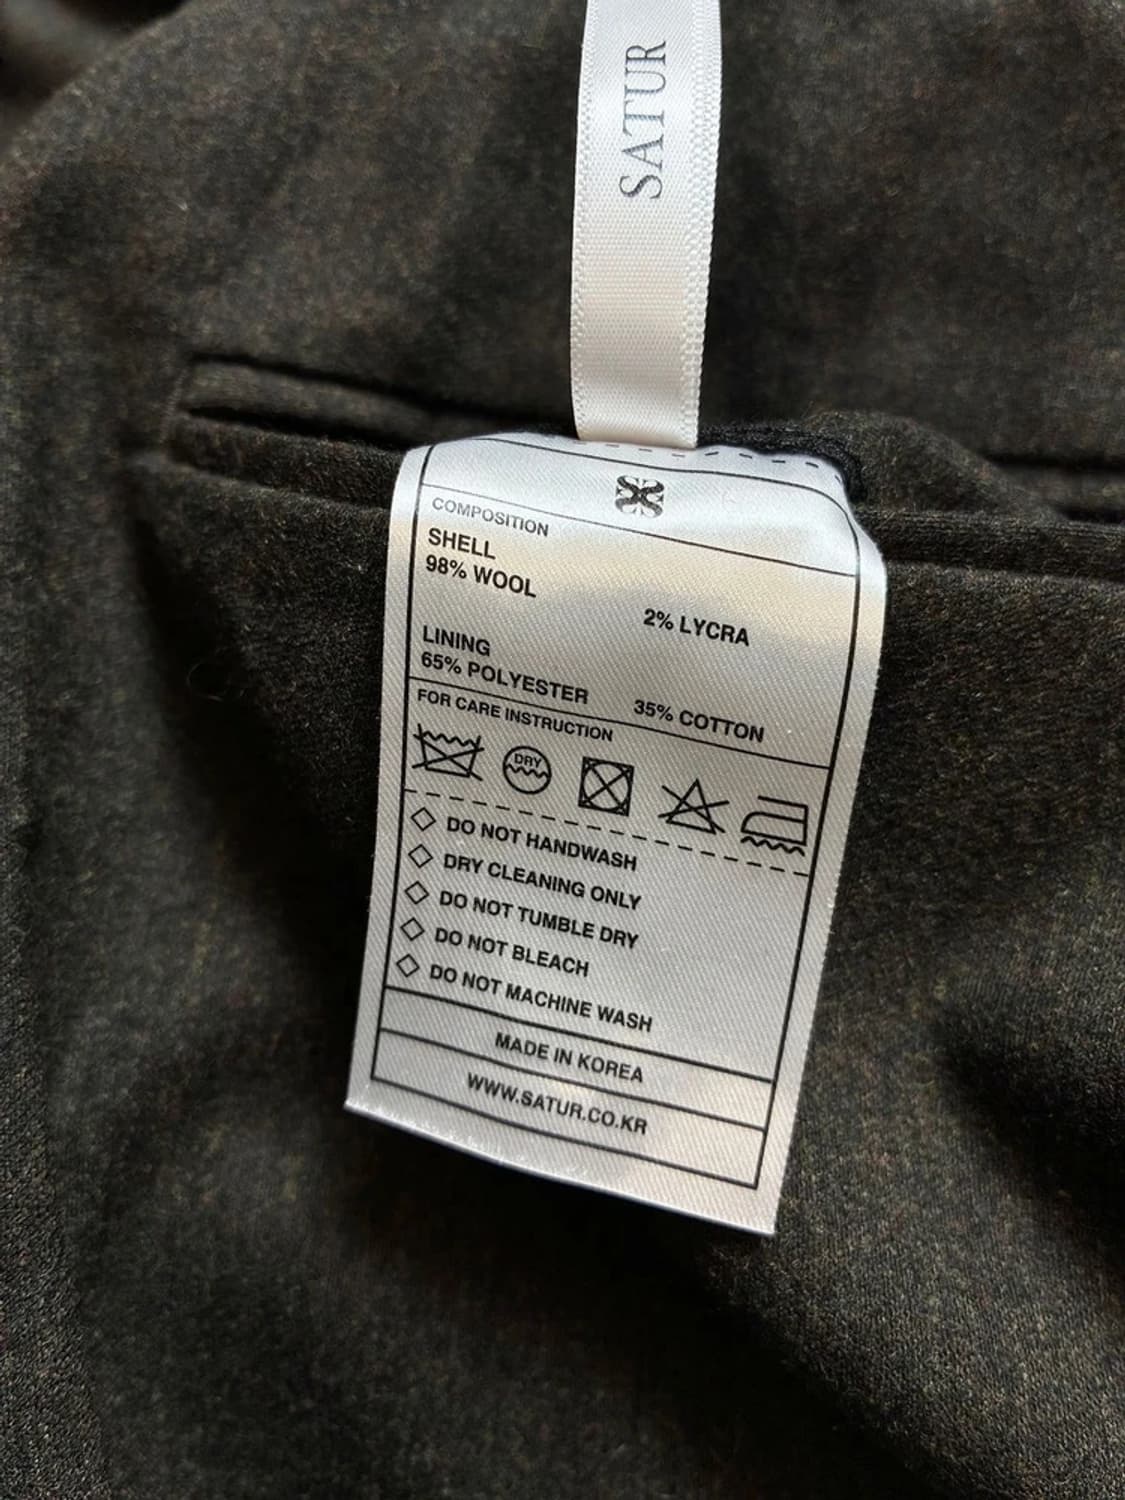 SATUR
COMPOSITION
SHELL
98% WOOL 2% LYCRA
LINING
65% POLYESTER 35% COTTON
FOR CARE INSTRUCTION
DRY
DO NOT HANDWASH
DRY CLEANING ONLY
DO NOT TUMBLE DRY
DO NOT BLEACH
DO NOT MACHINE WASH
MADE IN KOREA
WWW.SATUR.CO.KR